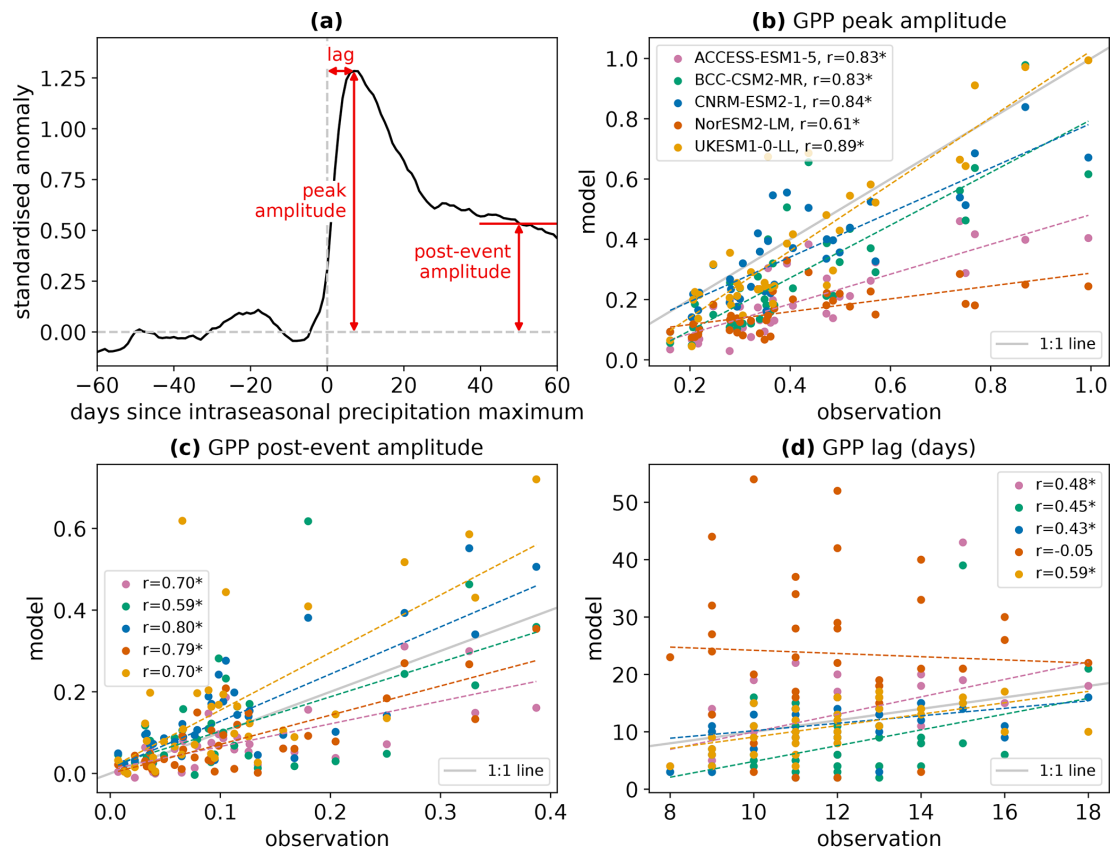 (a)
lag
peak
amplitude
post-event
amplitude
standardised anomaly
1.25
1.00
0.75
0.50
0.25
0.00
−60 −40 −20 0 20 40 60
days since intraseasonal precipitation maximum
(b) GPP peak amplitude
ACCESS-ESM1-5, r=0.83*
BCC-CSM2-MR, r=0.83*
CNRM-ESM2-1, r=0.84*
NorESM2-LM, r=0.61*
UKESM1-0-LL, r=0.89*
1:1 line
model
1.0
0.8
0.6
0.4
0.2
0.0
0.2 0.4 0.6 0.8 1.0
observation
(c) GPP post-event amplitude
r=0.70*
r=0.59*
r=0.80*
r=0.79*
r=0.70*
1:1 line
model
0.6
0.4
0.2
0.0
0.0 0.1 0.2 0.3 0.4
observation
(d) GPP lag (days)
r=0.48*
r=0.45*
r=0.43*
r=-0.05
r=0.59*
1:1 line
model
50
40
30
20
10
0
8 10 12 14 16 18
observation